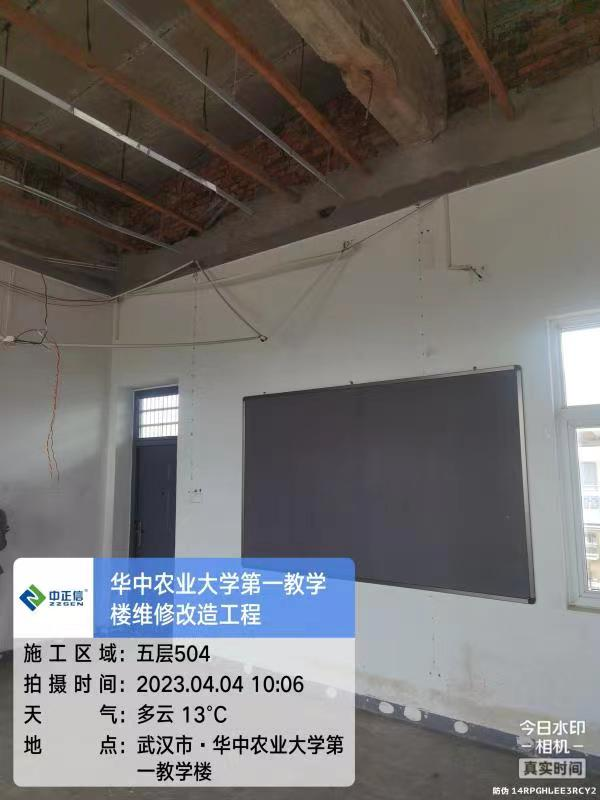 中正信
ZZGEN
华中农业大学第一教学
楼维修改造工程
施工区域：五层504
拍摄时间：2023.04.04 10:06
天气：多云 13℃
地点：武汉市·华中农业大学第
一教学楼
今日水印
相机
真实时间
防伪 14RPGHLEE3RCY2